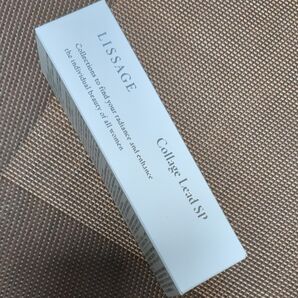 LISSAGE
Collections to find your radiance and enhance
the individual beauty of all women
Collage Lead SP